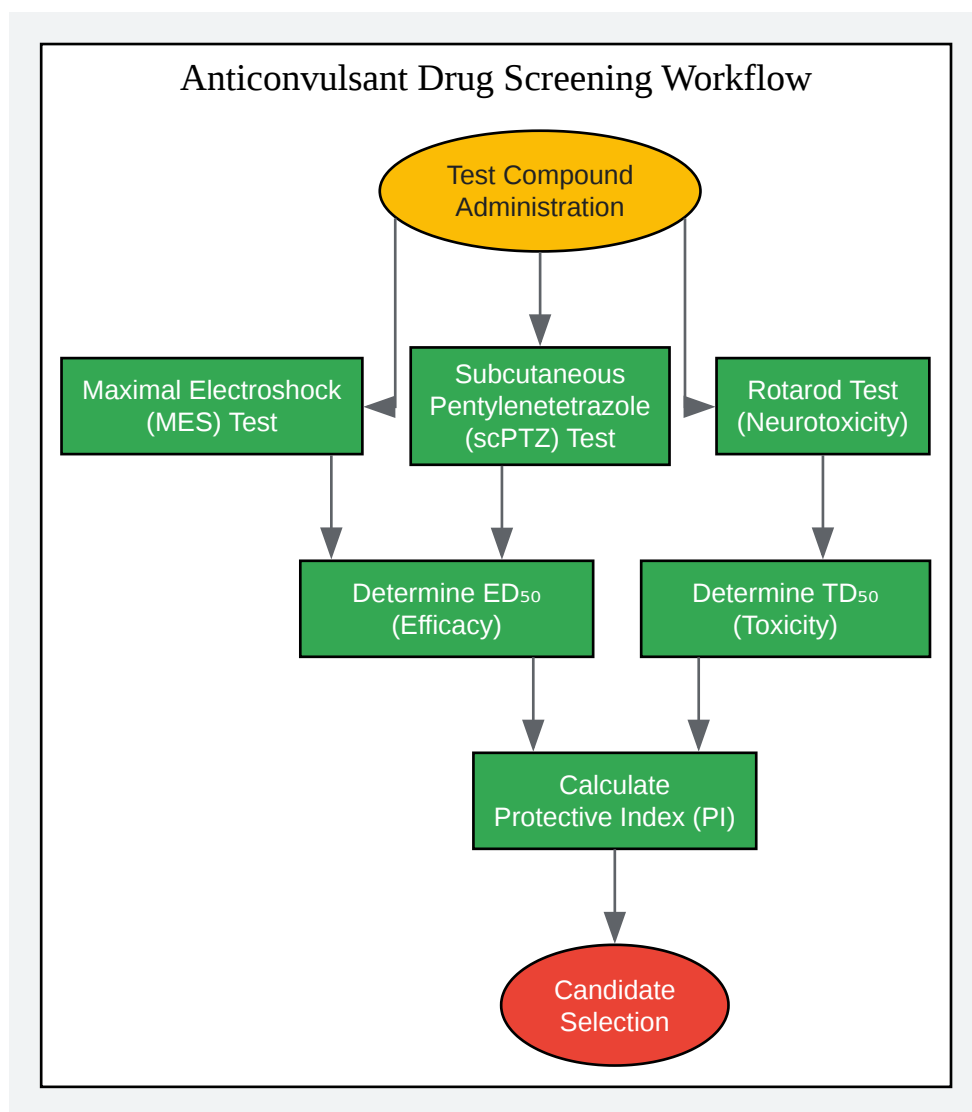 Anticonvulsant Drug Screening Workflow
Test Compound
Administration
Maximal Electroshock
(MES) Test
Subcutaneous
Pentylenetetrazole
(scPTZ) Test
Rotarod Test
(Neurotoxicity)
Determine ED₅₀
(Efficacy)
Determine TD₅₀
(Toxicity)
Calculate
Protective Index (PI)
Candidate
Selection